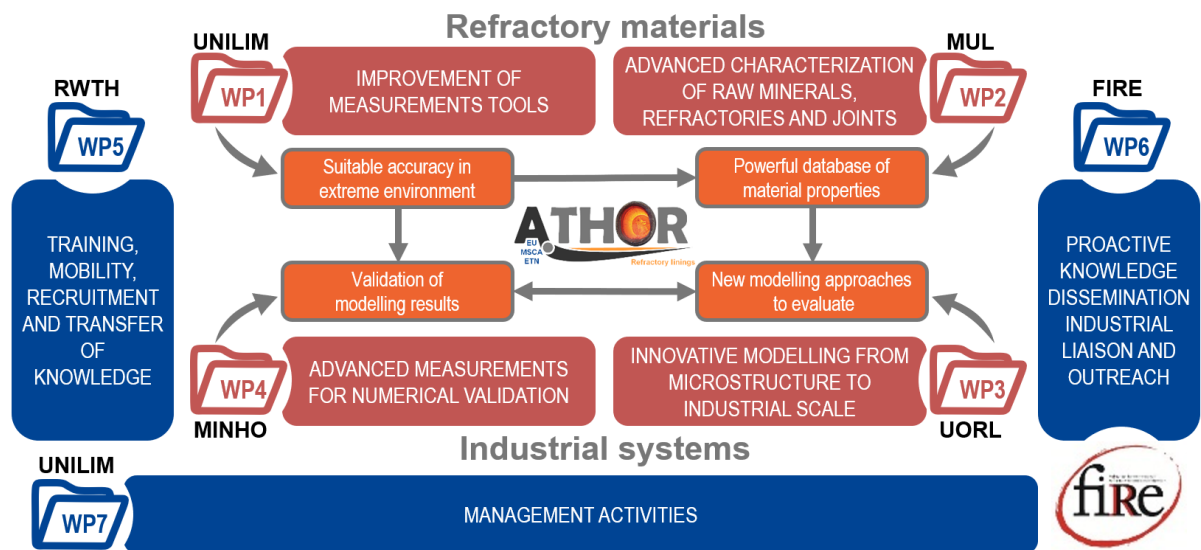 Refractory materials
UNILIM
WP1
IMPROVEMENT OF
MEASUREMENTS TOOLS
ADVANCED CHARACTERIZATION
OF RAW MINERALS,
REFRACTORIES AND JOINTS
MUL
WP2
RWTH
WP5
TRAINING,
MOBILITY,
RECRUITMENT
AND TRANSFER
OF
KNOWLEDGE
Suitable accuracy in
extreme environment
Powerful database of
material properties
ATHOR
EU
MSCA
ETN
Refractory linings
Validation of
modelling results
New modelling approaches
to evaluate
FIRE
WP6
PROACTIVE
KNOWLEDGE
DISSEMINATION
INDUSTRIAL
LIAISON AND
OUTREACH
WP4
MINHO
ADVANCED MEASUREMENTS
FOR NUMERICAL VALIDATION
INNOVATIVE MODELLING FROM
MICROSTRUCTURE TO
INDUSTRIAL SCALE
WP3
UORL
Industrial systems
UNILIM
WP7
MANAGEMENT ACTIVITIES
fiRe